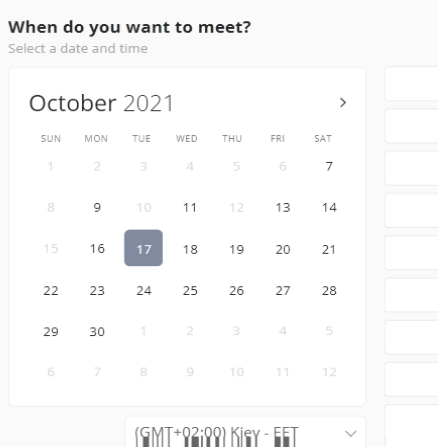 When do you want to meet?
Select a date and time
October 2021
SUN MON TUE WED THU FRI SAT
1 2 3 4 5 6 7
8 9 10 11 12 13 14
15 16 17 18 19 20 21
22 23 24 25 26 27 28
29 30 1 2 3 4 5
6 7 8 9 10 11 12
(GMT+02:00) Kiev - EET